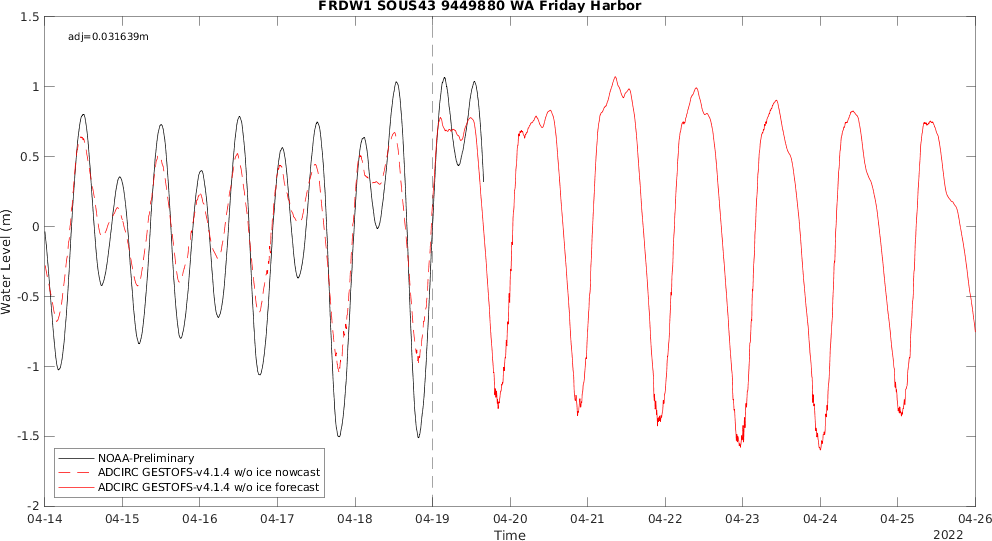 FRDW1 SOUS43 9449880 WA Friday Harbor
adj=0.031639m
Water Level (m)
1.5
1
0.5
0
-0.5
-1
-1.5
-2
NOAA-Preliminary
ADCIRC GESTOFS-v4.1.4 w/o ice nowcast
ADCIRC GESTOFS-v4.1.4 w/o ice forecast
04-14 04-15 04-16 04-17 04-18 04-19 04-20 04-21 04-22 04-23 04-24 04-25 04-26
Time
2022